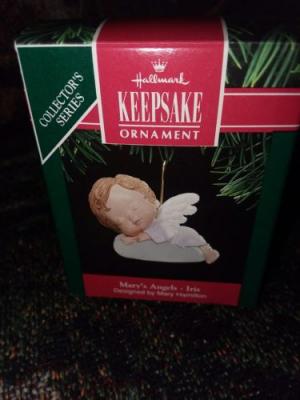 COLLECTOR'S
SERIES
Hallmark
KEEPSAKE
ORNAMENT
Mary's Angels - Iris
Designed by Mary Hamilton